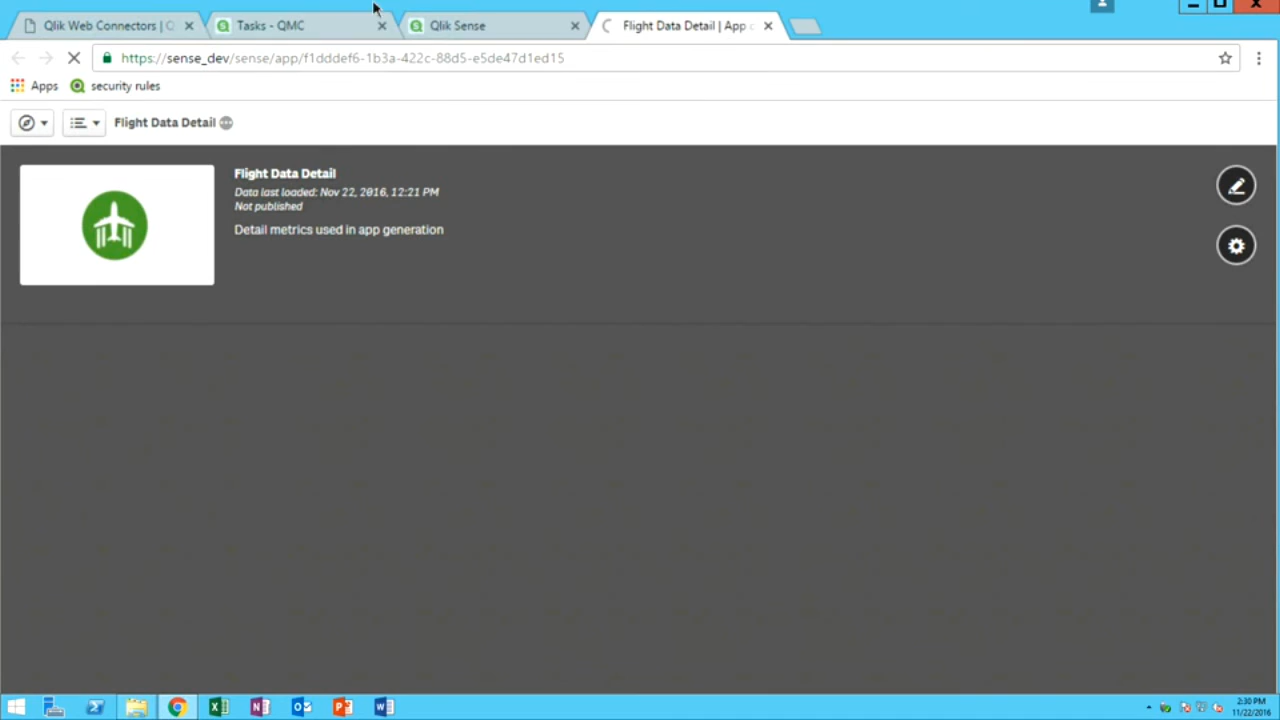 Qlik Web Connectors | Q
Tasks - QMC
Qlik Sense
Flight Data Detail | App o
https://sense_dev/sense/app/f1dddef6-1b3a-422c-88d5-e5de47d1ed15
Apps
security rules
Flight Data Detail
Flight Data Detail
Data last loaded: Nov 22, 2016, 12:21 PM
Not published
Detail metrics used in app generation
2:30 PM
11/22/2016